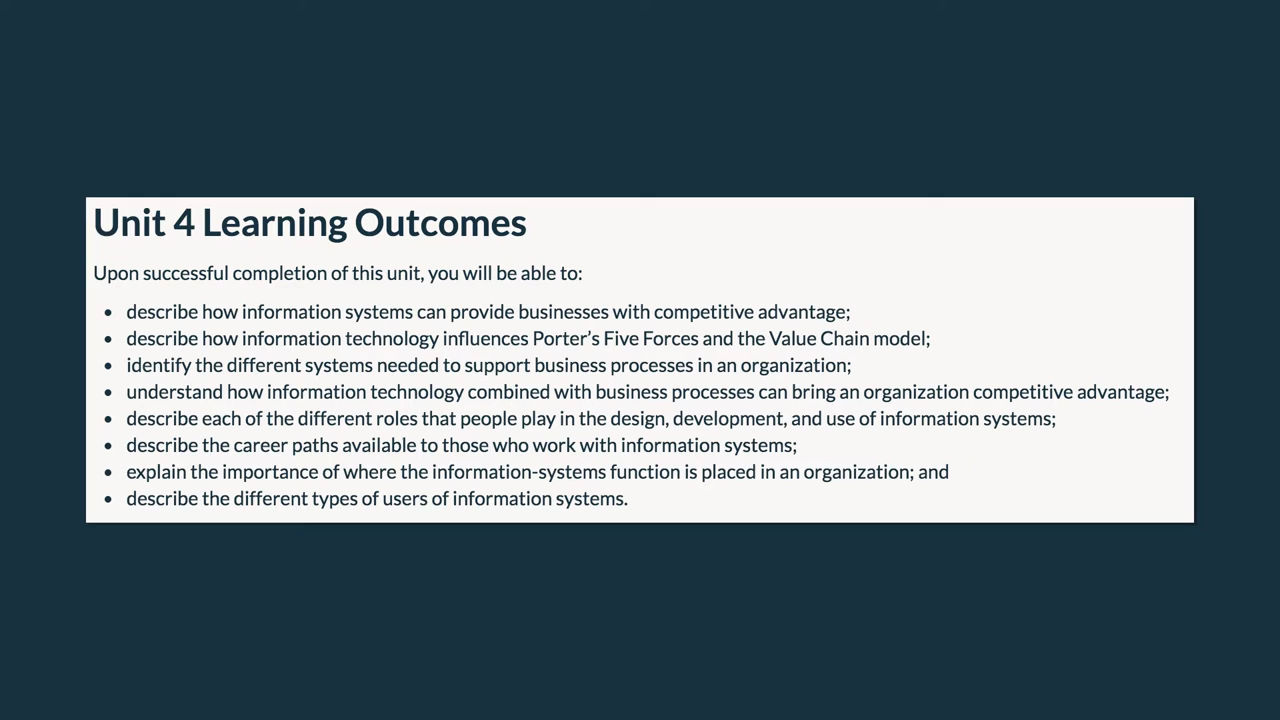 Unit 4 Learning Outcomes
Upon successful completion of this unit, you will be able to:
• describe how information systems can provide businesses with competitive advantage;
• describe how information technology influences Porter’s Five Forces and the Value Chain model;
• identify the different systems needed to support business processes in an organization;
• understand how information technology combined with business processes can bring an organization competitive advantage;
• describe each of the different roles that people play in the design, development, and use of information systems;
• describe the career paths available to those who work with information systems;
• explain the importance of where the information-systems function is placed in an organization; and
• describe the different types of users of information systems.